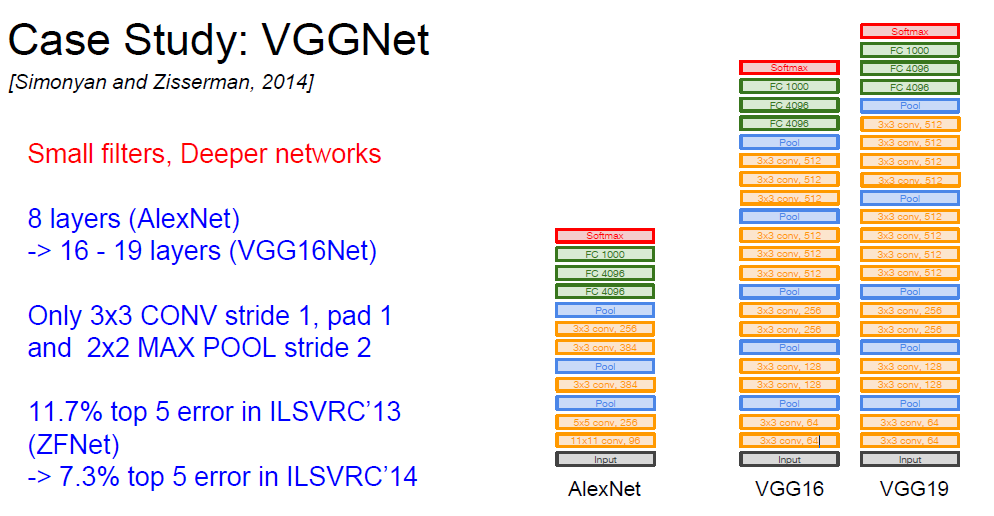 Case Study: VGGNet
[Simonyan and Zisserman, 2014]
Small filters, Deeper networks
8 layers (AlexNet)
-> 16 - 19 layers (VGG16Net)
Only 3x3 CONV stride 1, pad 1
and 2x2 MAX POOL stride 2
11.7% top 5 error in ILSVRC'13
(ZFNet)
-> 7.3% top 5 error in ILSVRC'14
Softmax
FC 1000
FC 4096
FC 4096
Pool
3x3 conv, 256
3x3 conv, 384
Pool
3x3 conv, 384
Pool
5x5 conv, 256
11x11 conv, 96
Input
AlexNet
Softmax
FC 1000
FC 4096
FC 4096
Pool
3x3 conv, 512
3x3 conv, 512
3x3 conv, 512
Pool
3x3 conv, 512
3x3 conv, 512
3x3 conv, 512
Pool
3x3 conv, 256
3x3 conv, 256
Pool
3x3 conv, 128
3x3 conv, 128
Pool
3x3 conv, 64
3x3 conv, 64
Input
VGG16
Softmax
FC 1000
FC 4096
FC 4096
Pool
3x3 conv, 512
3x3 conv, 512
3x3 conv, 512
3x3 conv, 512
Pool
3x3 conv, 512
3x3 conv, 512
3x3 conv, 512
3x3 conv, 512
Pool
3x3 conv, 256
3x3 conv, 256
Pool
3x3 conv, 128
3x3 conv, 128
Pool
3x3 conv, 64
3x3 conv, 64
Input
VGG19